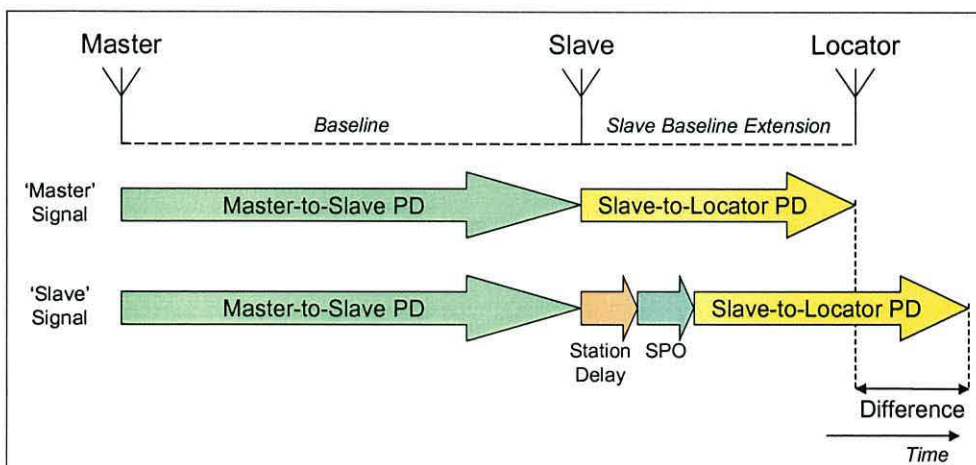 Master Slave Locator
Baseline Slave Baseline Extension
'Master'
Signal
Master-to-Slave PD Slave-to-Locator PD
'Slave'
Signal
Master-to-Slave PD Slave-to-Locator PD
Station
Delay
SPO
Difference
Time